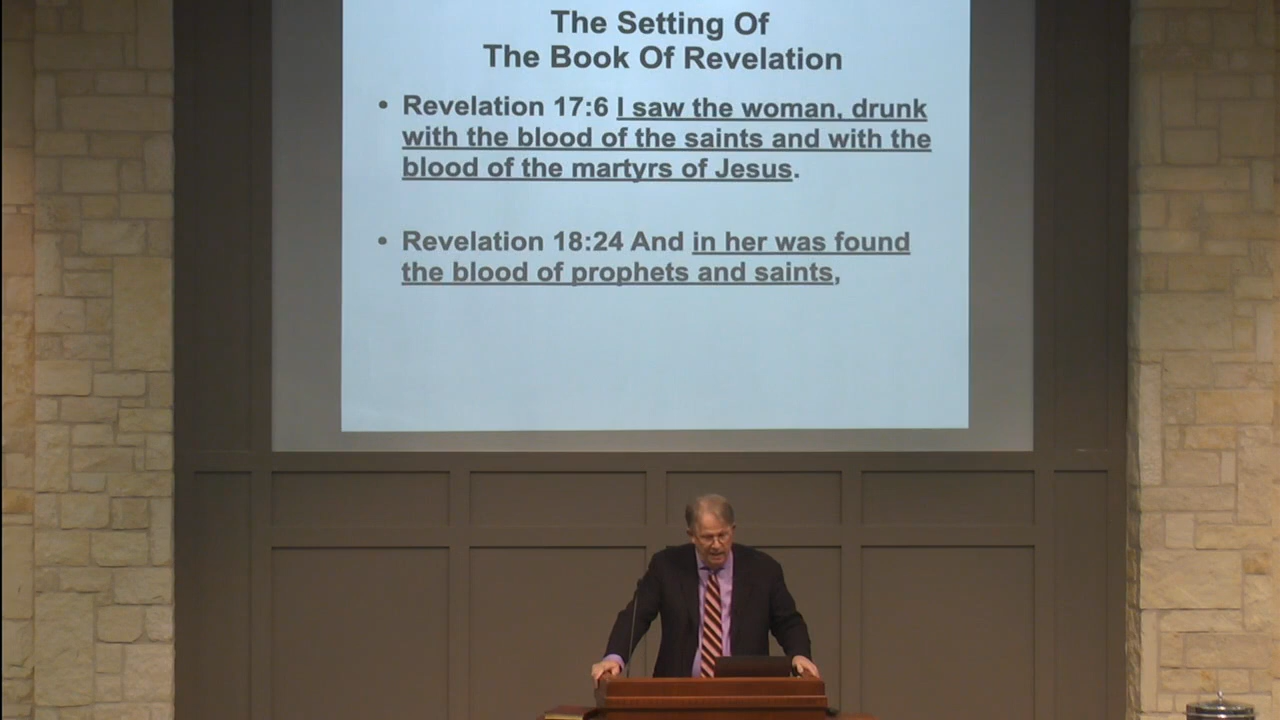 The Setting Of
The Book Of Revelation
• Revelation 17:6 I saw the woman, drunk
with the blood of the saints and with the
blood of the martyrs of Jesus.
• Revelation 18:24 And in her was found
the blood of prophets and saints,